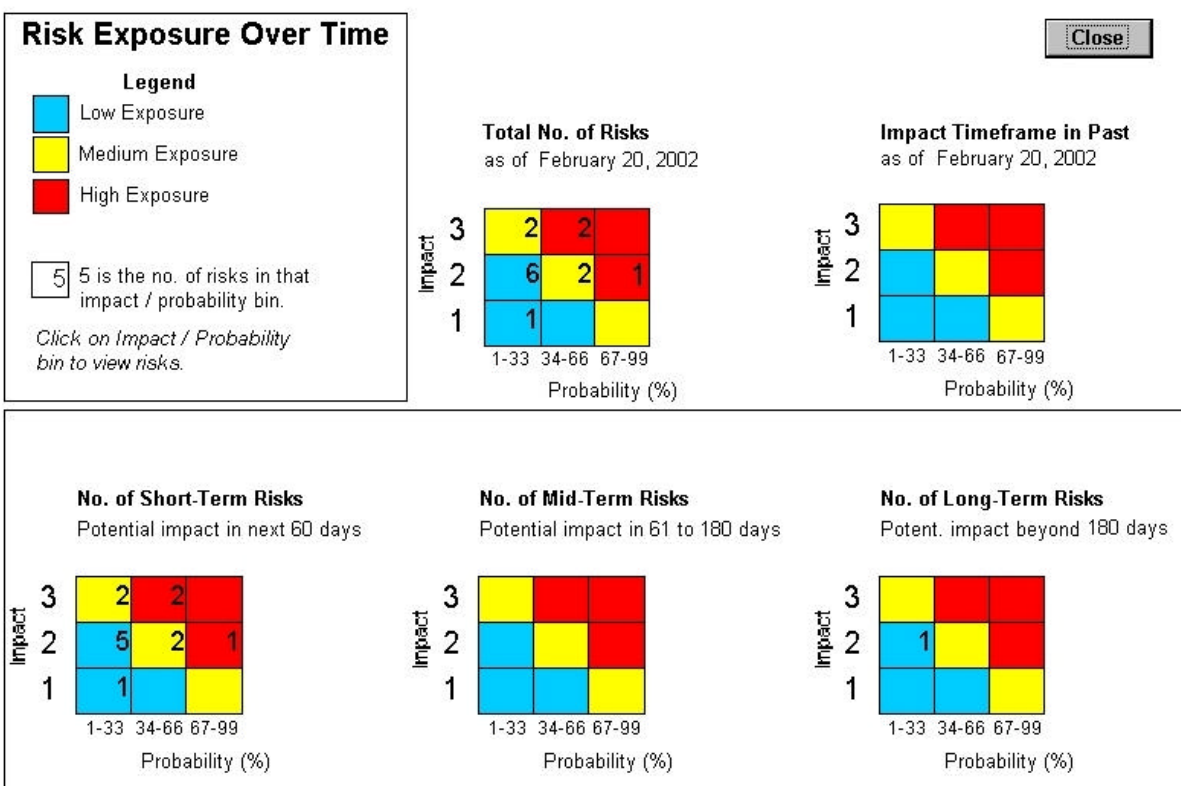 Risk Exposure Over Time
Legend
Low Exposure
Medium Exposure
High Exposure
5 5 is the no. of risks in that
impact / probability bin.
Click on Impact / Probability
bin to view risks.
Close
Total No. of Risks
as of February 20, 2002
Impact
3 2 2
2 6 2 1
1 1
1-33 34-66 67-99
Probability (%)
Impact Timeframe in Past
as of February 20, 2002
Impact
3
2
1
1-33 34-66 67-99
Probability (%)
No. of Short-Term Risks
Potential impact in next 60 days
Impact
3 2 2
2 5 2 1
1 1
1-33 34-66 67-99
Probability (%)
No. of Mid-Term Risks
Potential impact in 61 to 180 days
Impact
3
2
1
1-33 34-66 67-99
Probability (%)
No. of Long-Term Risks
Potent. impact beyond 180 days
Impact
3
2 1
1
1-33 34-66 67-99
Probability (%)